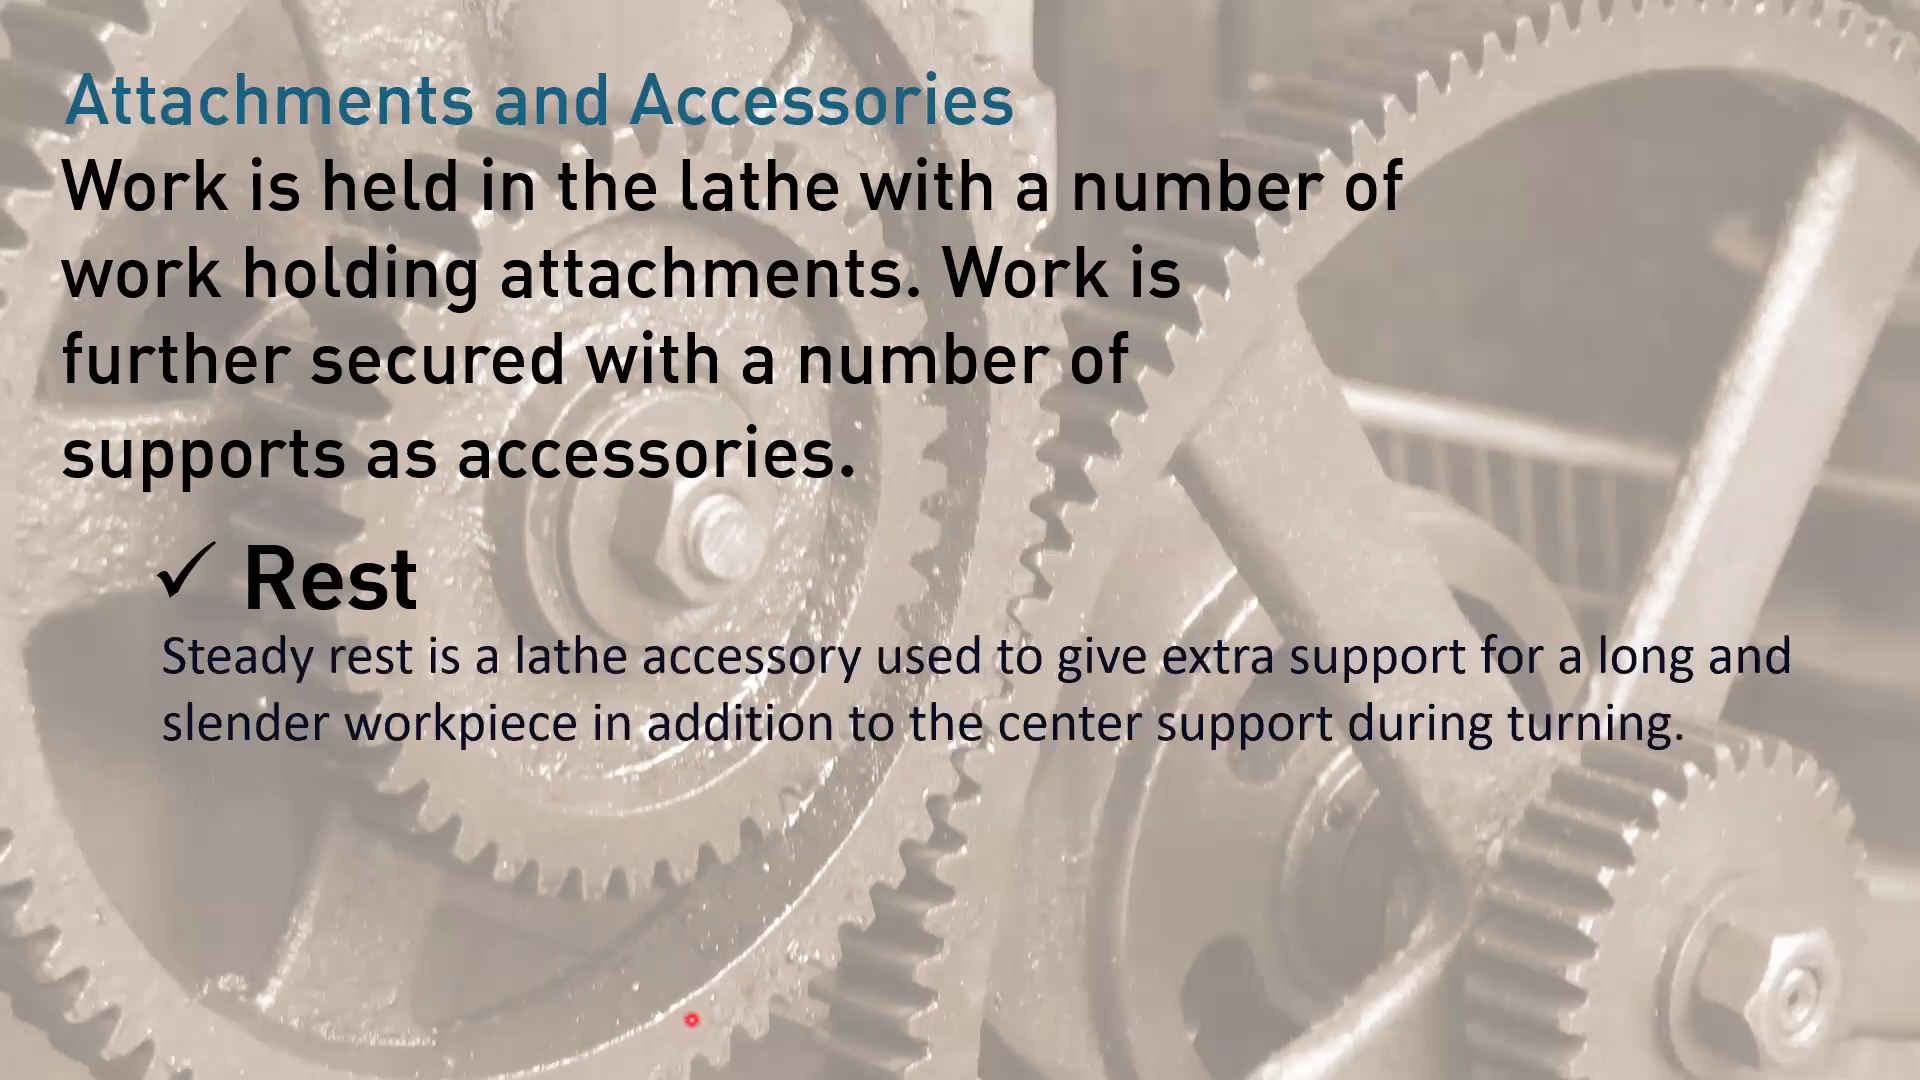 Attachments and Accessories
Work is held in the lathe with a number of
work holding attachments. Work is
further secured with a number of
supports as accessories.
✓ Rest
Steady rest is a lathe accessory used to give extra support for a long and
slender workpiece in addition to the center support during turning.